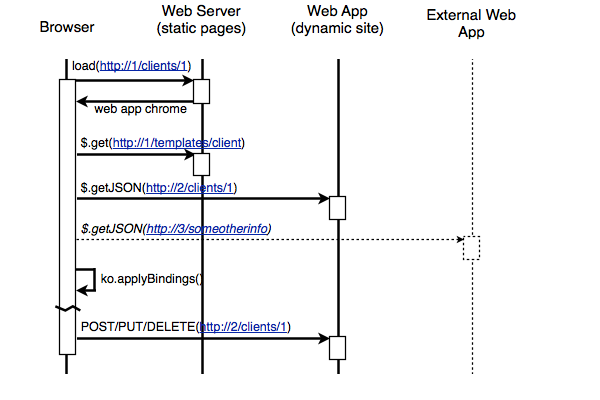 Browser
Web Server
(static pages)
Web App
(dynamic site)
External Web
App
load(http://1/clients/1)
web app chrome
$.get(http://1/templates/client)
$.getJSON(http://2/clients/1)
$.getJSON(http://3/someotherinfo)
ko.applyBindings()
POST/PUT/DELETE(http://2/clients/1)